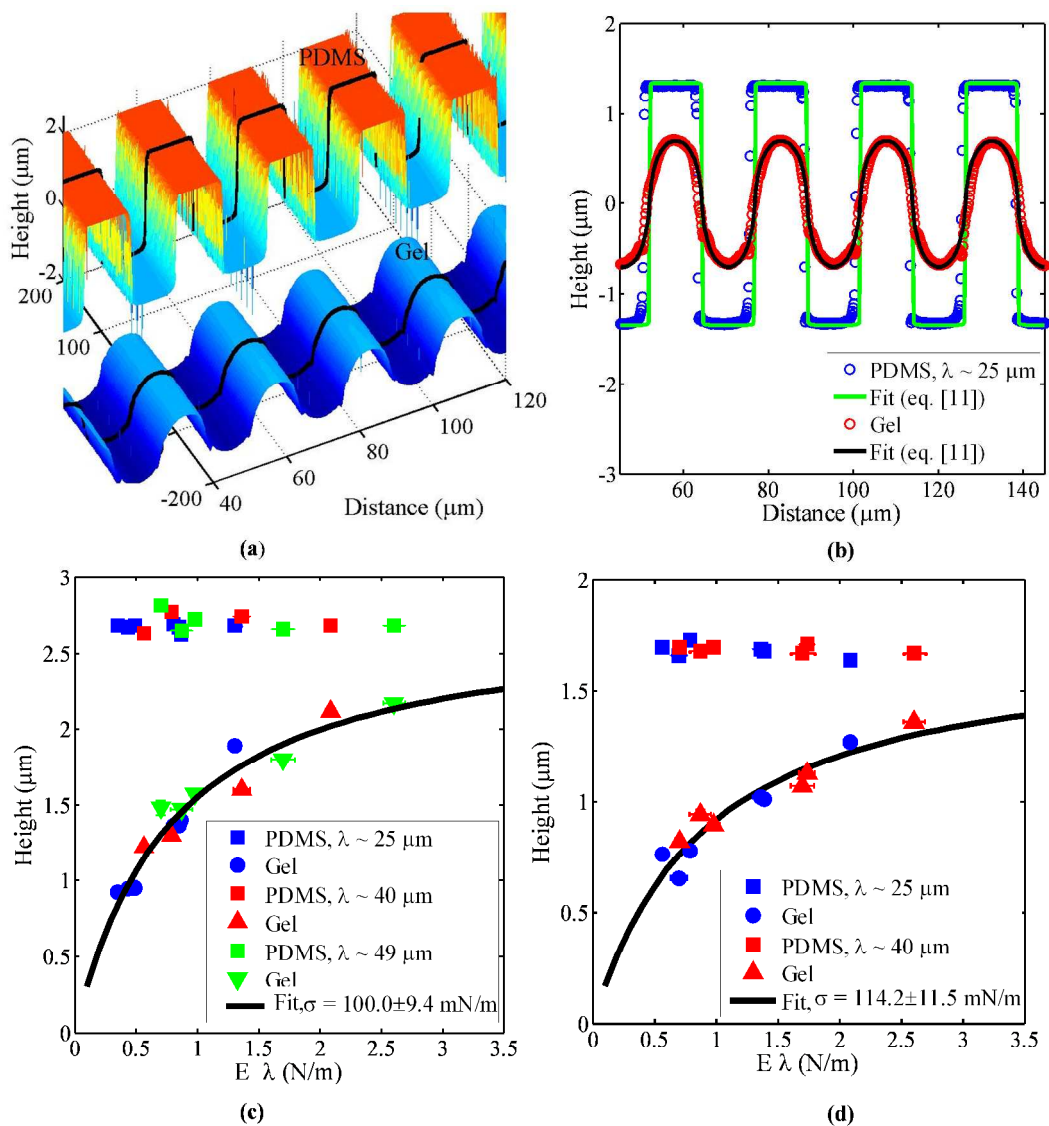 PDMS
Gel
Height (μm)
2
0
-2
200
100
-200
40
60
80
100
120
Distance (μm)
(a)
Height (μm)
2
1
0
-1
-2
-3
PDMS, λ ~ 25 μm
Fit (eq. [11])
Gel
Fit (eq. [11])
60
80
100
120
140
Distance (μm)
(b)
Height (μm)
3
2.5
2
1.5
1
0.5
0
PDMS, λ ~ 25 μm
Gel
PDMS, λ ~ 40 μm
Gel
PDMS, λ ~ 49 μm
Gel
Fit,σ = 100.0±9.4 mN/m
0
0.5
1
1.5
2
2.5
3
3.5
E λ (N/m)
(c)
Height (μm)
2
1.5
1
0.5
0
PDMS, λ ~ 25 μm
Gel
PDMS, λ ~ 40 μm
Gel
Fit, σ = 114.2±11.5 mN/m
0
0.5
1
1.5
2
2.5
3
3.5
E λ (N/m)
(d)